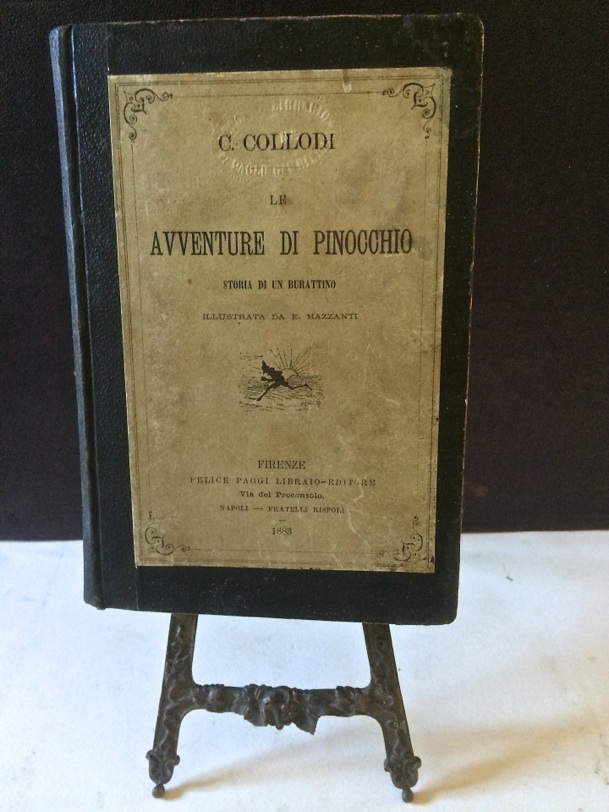 C. COLLODI
LE
AVVENTURE DI PINOCCHIO
STORIA DI UN BURATTINO
ILLUSTRATA DA E. MAZZANTI
FIRENZE
FELICE PAGGI LIBRAIO-EDITORE
Via del Proconsolo.
NAPOLI — FRATELLI RISPOLI
1883